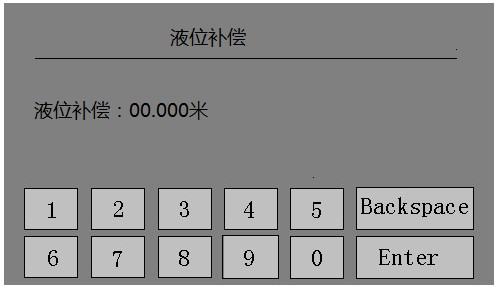 液位补偿
液位补偿：00.000米
1 2 3 4 5 Backspace
6 7 8 9 0 Enter